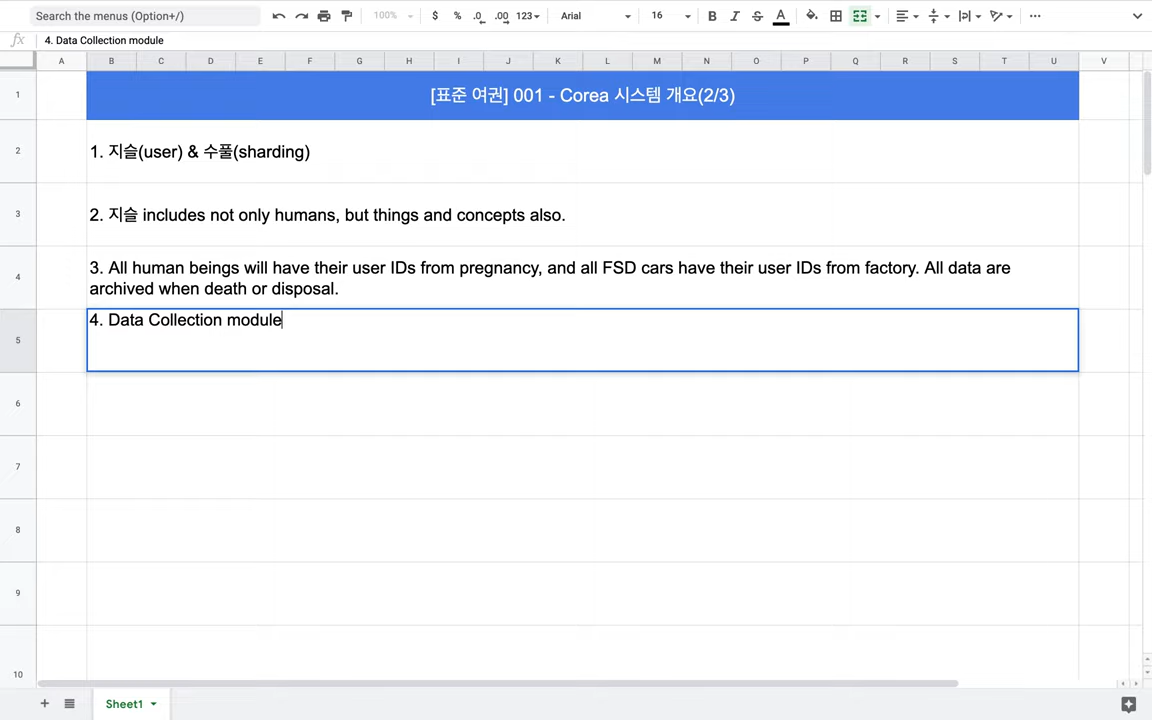 Search the menus (Option+/)
100%
$ % .0 .00 123
Arial
16
B I S A
fx 4. Data Collection module
A B C D E F G H I J K L M N O P Q R S T U V
1 [표준 여권] 001 - Corea 시스템 개요(2/3)
2 1. 지슬(user) & 수풀(sharding)
3 2. 지슬 includes not only humans, but things and concepts also.
4 3. All human beings will have their user IDs from pregnancy, and all FSD cars have their user IDs from factory. All data are
archived when death or disposal.
5 4. Data Collection module
6
7
8
9
10
Sheet1